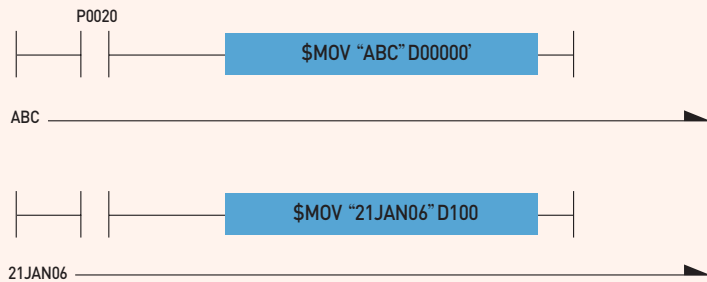 P0020
$MOV “ABC” D00000’
ABC
$MOV “21JAN06” D100
21JAN06